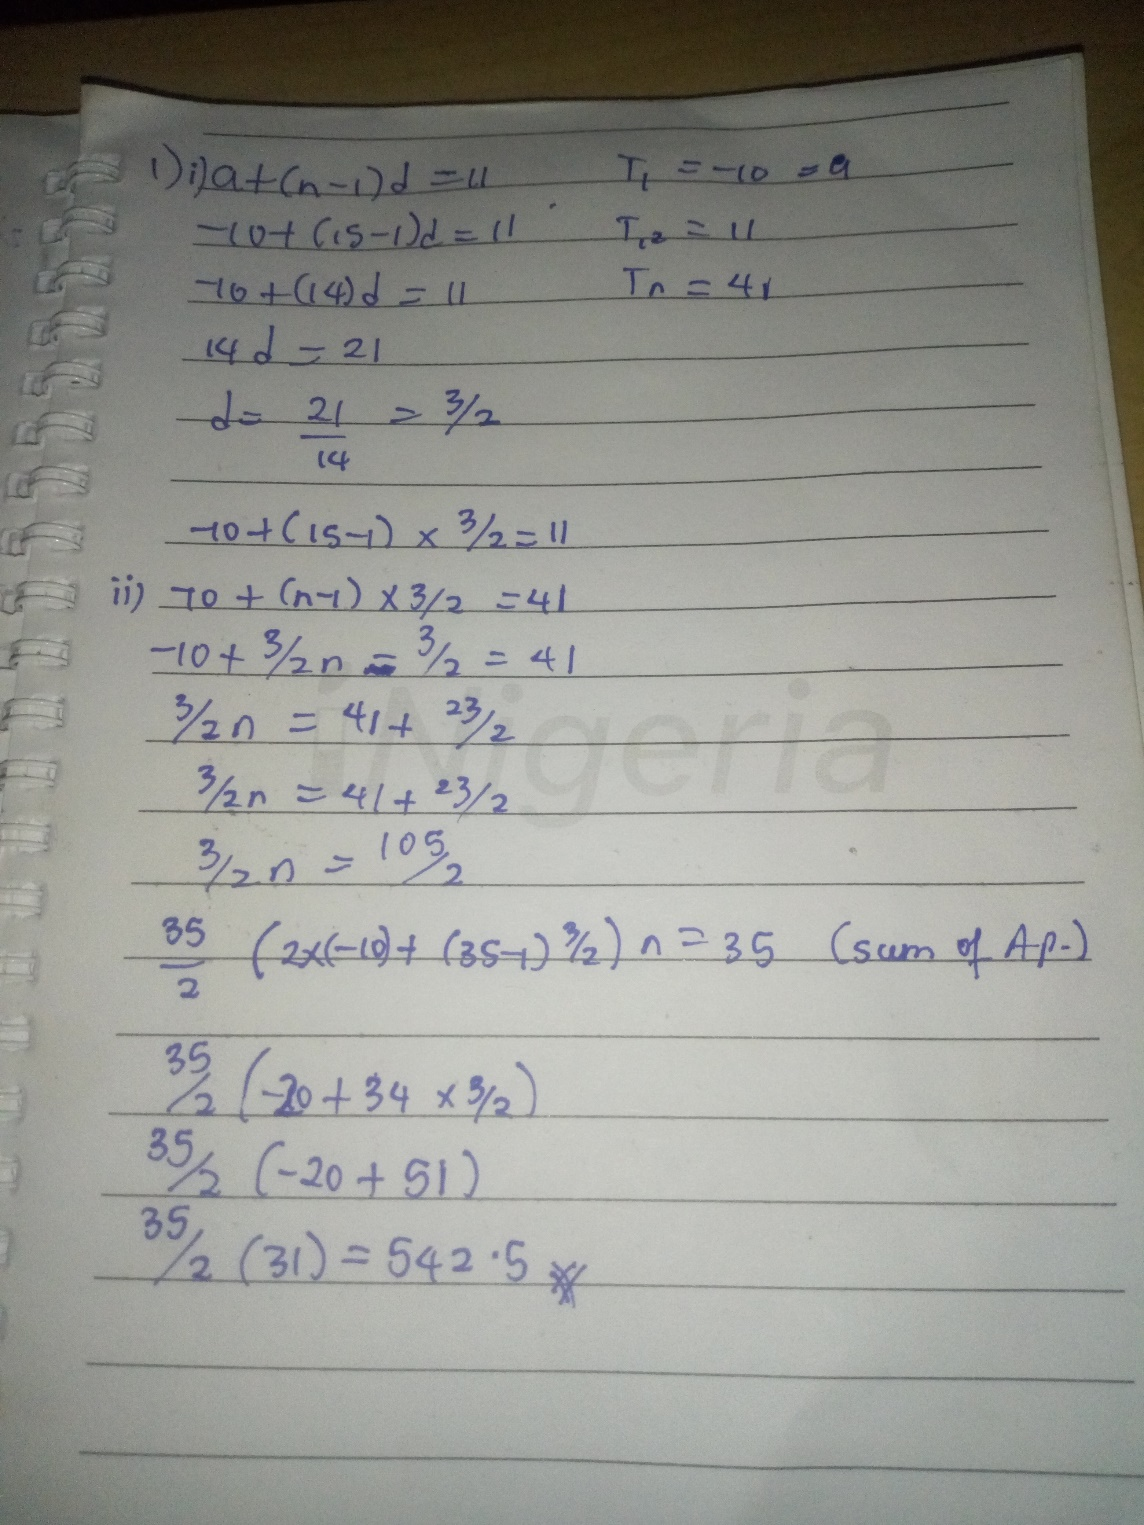 1)i)a+(n-1)d=11 T₁ = -10 = a
-10+(15-1)d=11 T₁₂ = 11
-10+(14)d=11 Tn = 41
14d=21
d= 21/14 = 3/2
-10+(15-1) × 3/2=11
ii) -10 + (n-1) × 3/2 =41
-10+ 3/2n - 3/2 = 41
3/2n = 41+ 23/2
3/2n = 41+ 23/2
3/2n = 105/2
35/2 (2×(-10)+ (35-1) 3/2) n=35 (sum of A.p.)
35/2 (-20+34 × 3/2)
35/2 (-20+51)
35/2 (31) = 542.5
iNigeria